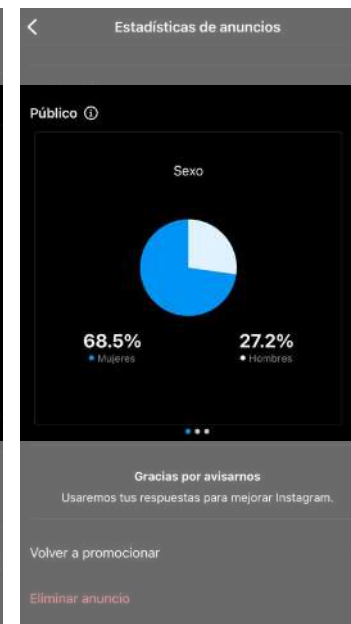 Estadísticas de anuncios
Público
Sexo
68.5% 27.2%
Mujeres Hombres
Gracias por avisarnos
Usaremos tus respuestas para mejorar Instagram.
Volver a promocionar
Eliminar anuncio